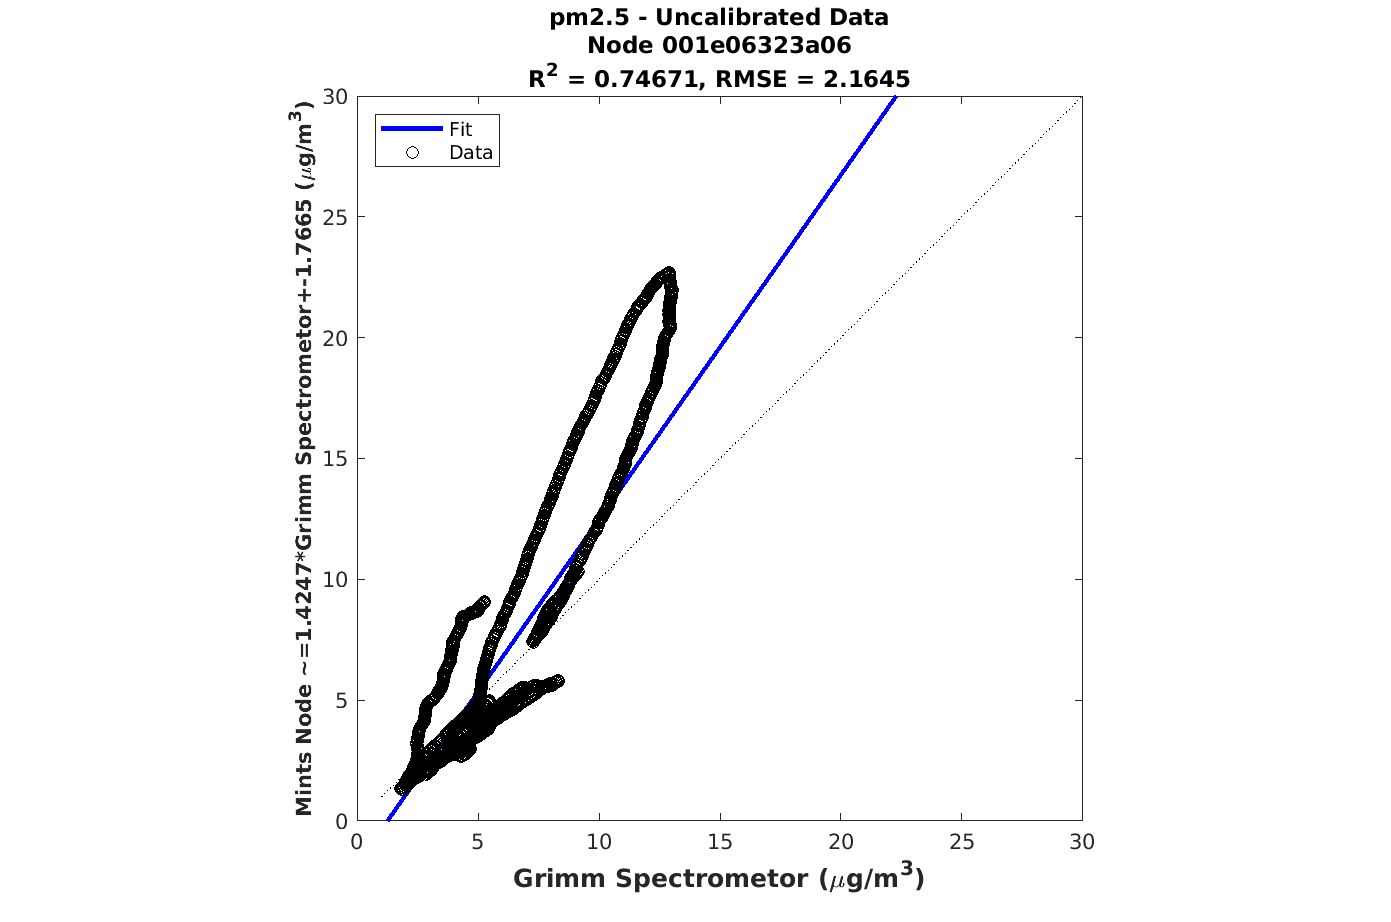 pm2.5 - Uncalibrated Data
Node 001e06323a06
R² = 0.74671, RMSE = 2.1645
Mints Node ~=1.4247*Grimm Spectrometor+-1.7665 (μg/m³)
Fit
Data
30
25
20
15
10
5
0
0 5 10 15 20 25 30
Grimm Spectrometor (μg/m³)